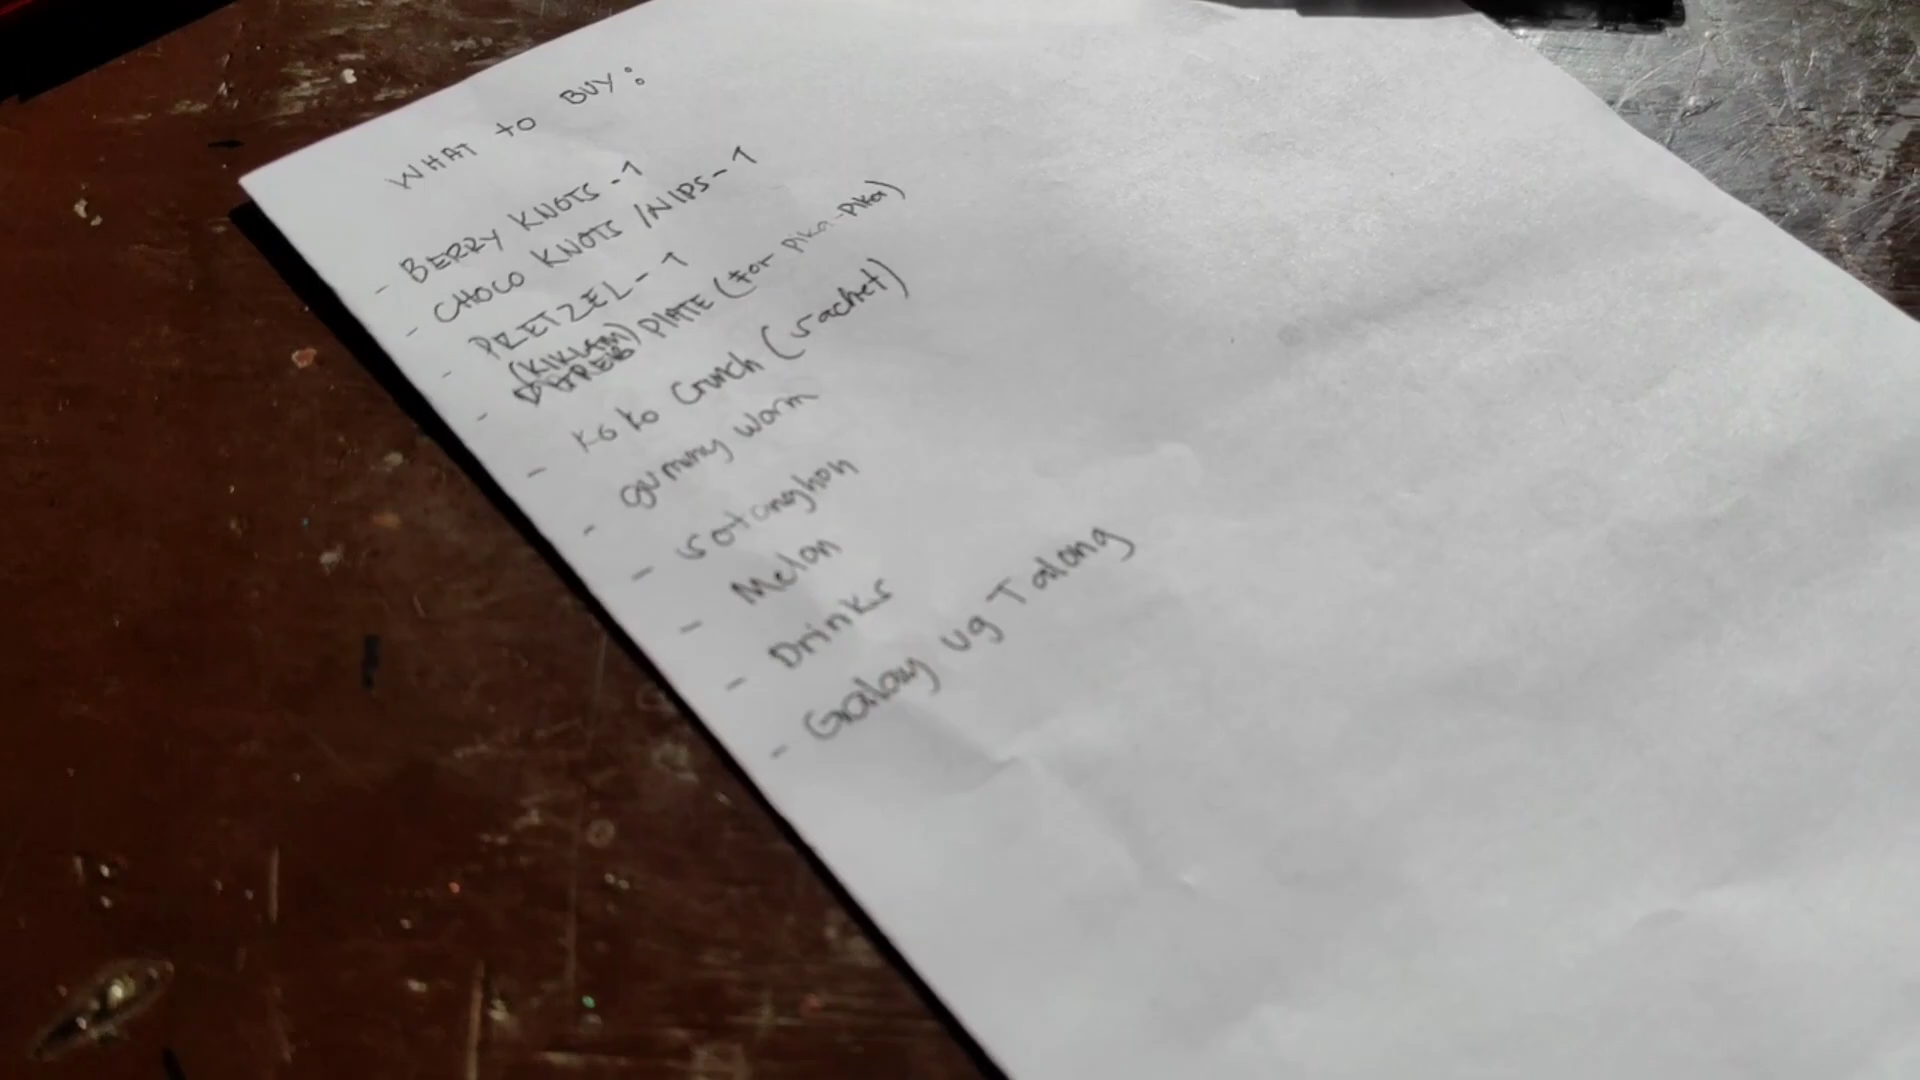 WHAT to BUY:
- BERRY KNOTS - 1
- CHOCO KNOTS / NIPS - 1
- PRETZEL - 1
(KIKLAM)
- PLATE (for pika-pika)
- KoKo Crunch (sachet)
- gummy worm
- sotanghon
- Melon
- Drinks
- Galay ug Talong